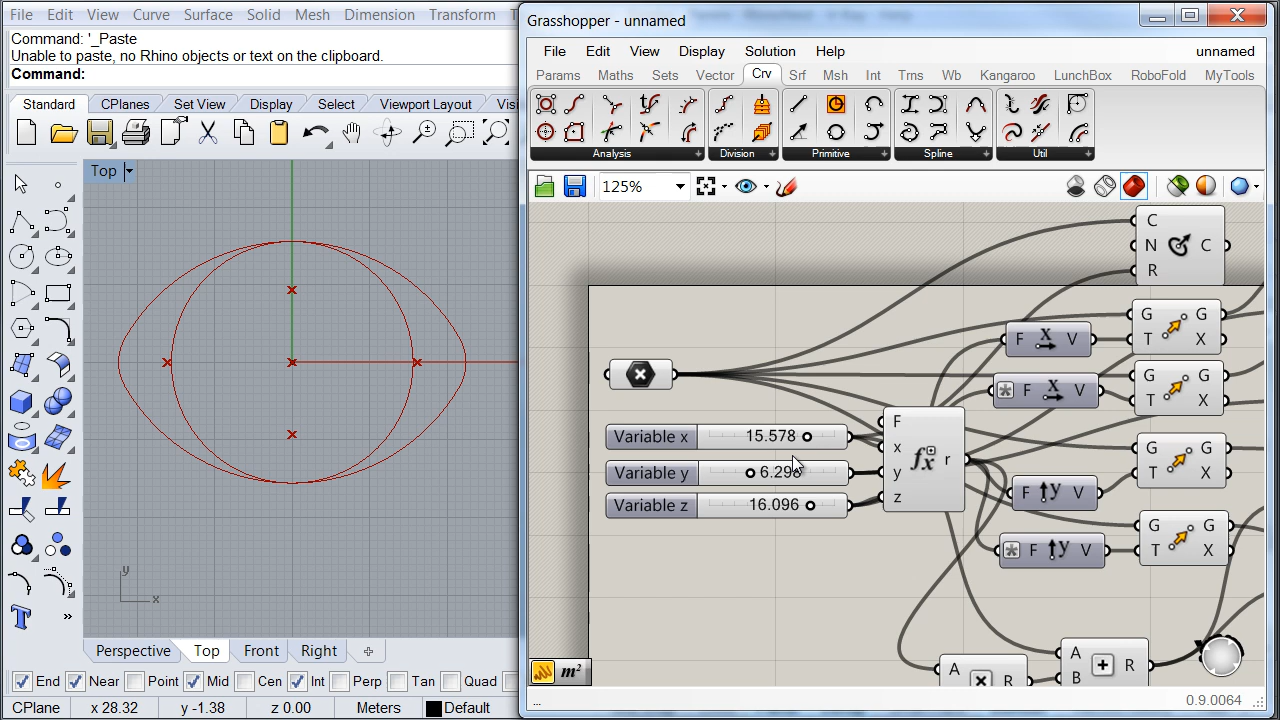 File Edit View Curve Surface Solid Mesh Dimension Transform
Command: '_Paste
Unable to paste, no Rhino objects or text on the clipboard.
Command:
Standard CPlanes Set View Display Select Viewport Layout
Top
y
x
Perspective Top Front Right
End Near Point Mid Cen Int Perp Tan Quad
CPlane x 28.32 y -1.38 z 0.00 Meters Default
Grasshopper - unnamed
File Edit View Display Solution Help unnamed
Params Maths Sets Vector Crv Srf Msh Int Trns Wb Kangaroo LunchBox RoboFold MyTools
Analysis Division Primitive Spline Util
125%
C
N C
R
G G
T X
F x V
G G
T X
F x V
Variable x 15.578
Variable y
Variable z 16.096
F
x
y
z
fx r
G G
T X
F y V
G G
T X
F y V
A
R
A
B
R
m²
... 0.9.0064